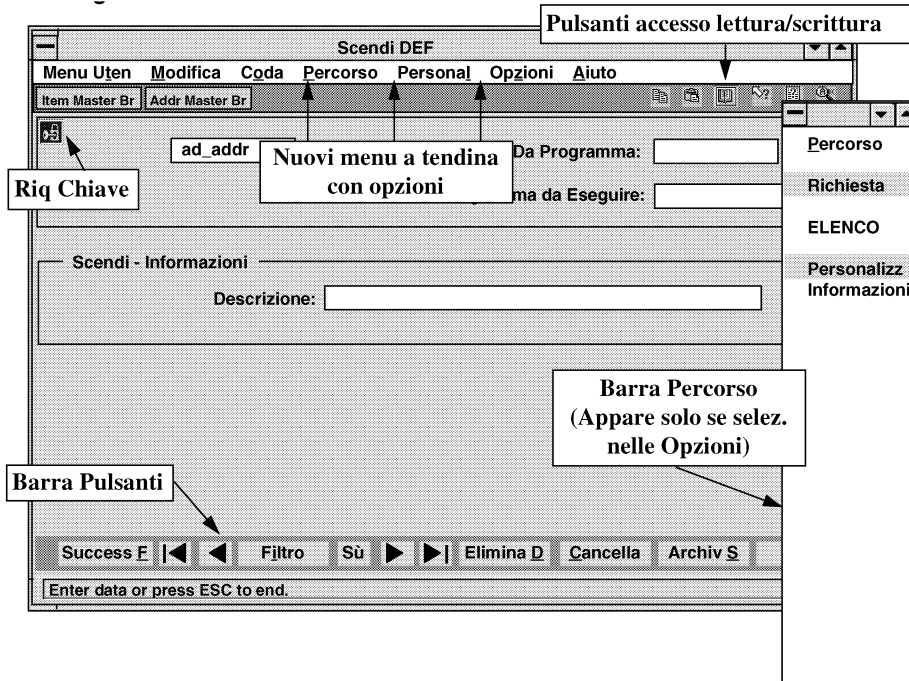 Pulsanti accesso lettura/scrittura
Scendi DEF
Menu Uten Modifica Coda Percorso Personal Opzioni Aiuto
Item Master Br Addr Master Br
ad_addr
Da Programma:
Nuovi menu a tendina
con opzioni
Riq Chiave
ma da Eseguire:
Percorso
Richiesta
ELENCO
Personalizz
Informazioni
Scendi - Informazioni
Descrizione:
Barra Percorso
(Appare solo se selez.
nelle Opzioni)
Barra Pulsanti
Success F Filtro Sù Elimina D Cancella Archiv S
Enter data or press ESC to end.